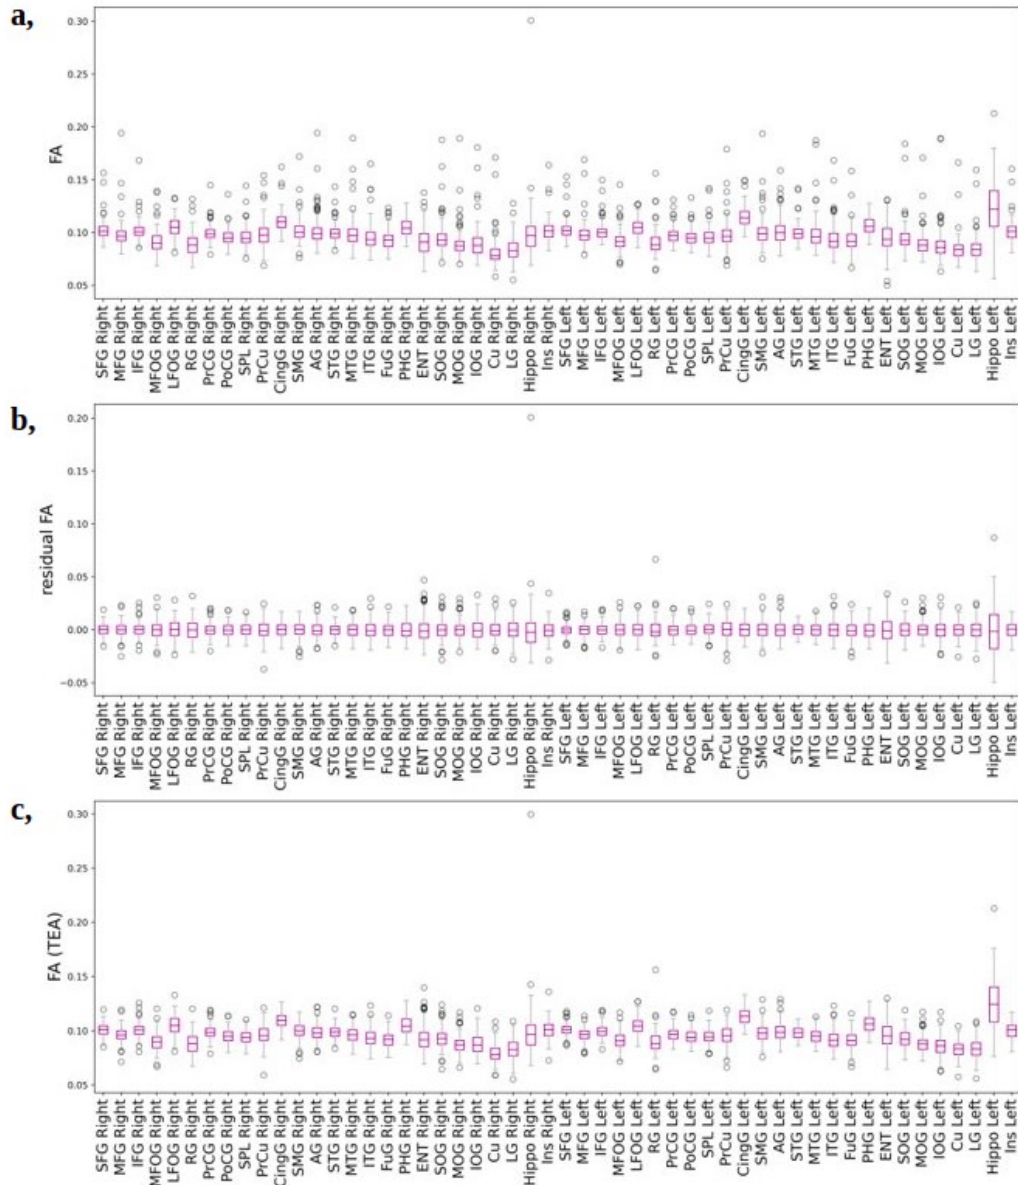 a,
0.30
0.25
0.20
0.15
0.10
0.05
FA
SFG Right
MFG Right
IFG Right
MFOG Right
LFOG Right
RG Right
PrCG Right
PoCG Right
SPL Right
PrCu Right
CingG Right
SMG Right
AG Right
STG Right
MTG Right
ITG Right
FuG Right
PHG Right
ENT Right
SOG Right
MOG Right
IOG Right
Cu Right
LG Right
Hippo Right
Ins Right
SFG Left
MFG Left
IFG Left
MFOG Left
LFOG Left
RG Left
PrCG Left
PoCG Left
SPL Left
PrCu Left
CingG Left
SMG Left
AG Left
STG Left
MTG Left
ITG Left
FuG Left
PHG Left
ENT Left
SOG Left
MOG Left
IOG Left
Cu Left
LG Left
Hippo Left
Ins Left
b,
0.20
0.15
0.10
0.05
0.00
−0.05
residual FA
SFG Right
MFG Right
IFG Right
MFOG Right
LFOG Right
RG Right
PrCG Right
PoCG Right
SPL Right
PrCu Right
CingG Right
SMG Right
AG Right
STG Right
MTG Right
ITG Right
FuG Right
PHG Right
ENT Right
SOG Right
MOG Right
IOG Right
Cu Right
LG Right
Hippo Right
Ins Right
SFG Left
MFG Left
IFG Left
MFOG Left
LFOG Left
RG Left
PrCG Left
PoCG Left
SPL Left
PrCu Left
CingG Left
SMG Left
AG Left
STG Left
MTG Left
ITG Left
FuG Left
PHG Left
ENT Left
SOG Left
MOG Left
IOG Left
Cu Left
LG Left
Hippo Left
Ins Left
c,
0.30
0.25
0.20
0.15
0.10
0.05
FA (TEA)
SFG Right
MFG Right
IFG Right
MFOG Right
LFOG Right
RG Right
PrCG Right
PoCG Right
SPL Right
PrCu Right
CingG Right
SMG Right
AG Right
STG Right
MTG Right
ITG Right
FuG Right
PHG Right
ENT Right
SOG Right
MOG Right
IOG Right
Cu Right
LG Right
Hippo Right
Ins Right
SFG Left
MFG Left
IFG Left
MFOG Left
LFOG Left
RG Left
PrCG Left
PoCG Left
SPL Left
PrCu Left
CingG Left
SMG Left
AG Left
STG Left
MTG Left
ITG Left
FuG Left
PHG Left
ENT Left
SOG Left
MOG Left
IOG Left
Cu Left
LG Left
Hippo Left
Ins Left